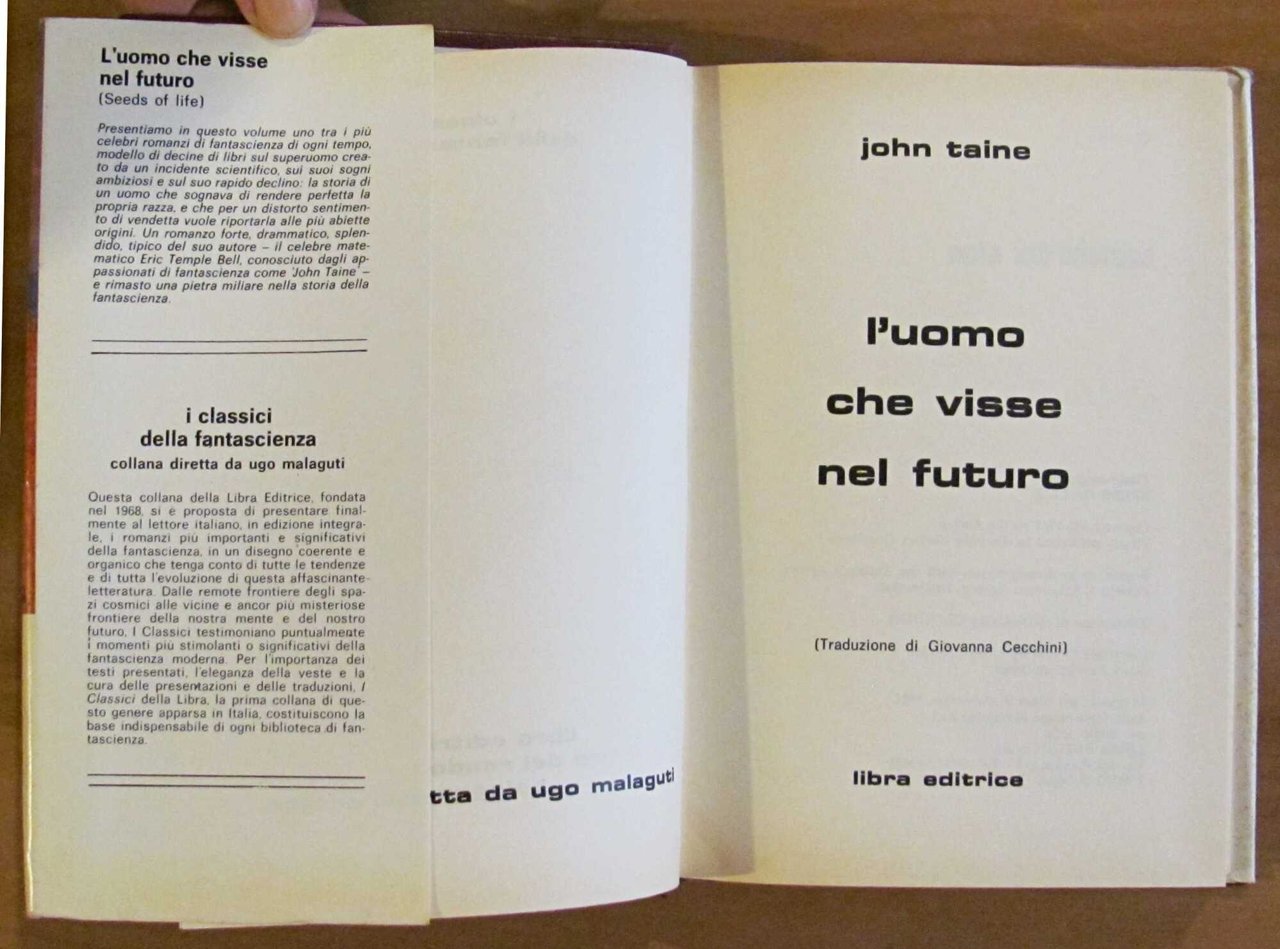 L'uomo che visse
nel futuro
(Seeds of life)
Presentiamo in questo volume uno tra i più
celebri romanzi di fantascienza di ogni tempo,
modello di decine di libri sul superuomo crea-
to da un incidente scientifico, sui suoi sogni
ambiziosi e sul suo rapido declino: la storia di
un uomo che sognava di rendere perfetta la
propria razza, e che per un distorto sentimen-
to di vendetta vuole riportarla alle più abiette
origini. Un romanzo forte, drammatico, splen-
dido, tipico del suo autore – il celebre mate-
matico Eric Temple Bell, conosciuto dagli ap-
passionati di fantascienza come 'John Taine' –
e rimasto una pietra miliare nella storia della
fantascienza.
i classici
della fantascienza
collana diretta da ugo malaguti
Questa collana della Libra Editrice, fondata
nel 1968, si è proposta di presentare final-
mente al lettore italiano, in edizione integra-
le, i romanzi più importanti e significativi
della fantascienza, in un disegno coerente e
organico che tenga conto di tutte le tendenze
e di tutta l'evoluzione di questa affascinante
letteratura. Dalle remote frontiere degli spa-
zi cosmici alle vicine e ancor più misteriose
frontiere della nostra mente e del nostro
futuro, I Classici testimoniano puntualmente
i momenti più stimolanti o significativi della
fantascienza moderna. Per l'importanza dei
testi presentati, l'eleganza della veste e la
cura delle presentazioni e delle traduzioni, I
Classici della Libra, la prima collana di que-
sto genere apparsa in Italia, costituiscono la
base indispensabile di ogni biblioteca di fan-
tascienza.
tta da ugo malaguti
john taine
l'uomo
che visse
nel futuro
(Traduzione di Giovanna Cecchini)
libra editrice